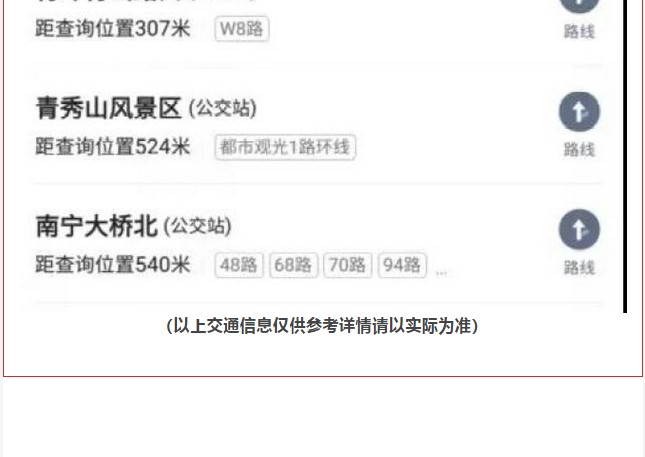 距查询位置307米 W8路
路线
青秀山风景区 (公交站)
距查询位置524米 都市观光1路环线
路线
南宁大桥北 (公交站)
距查询位置540米 48路 68路 70路 94路 ...
路线
(以上交通信息仅供参考详情请以实际为准)